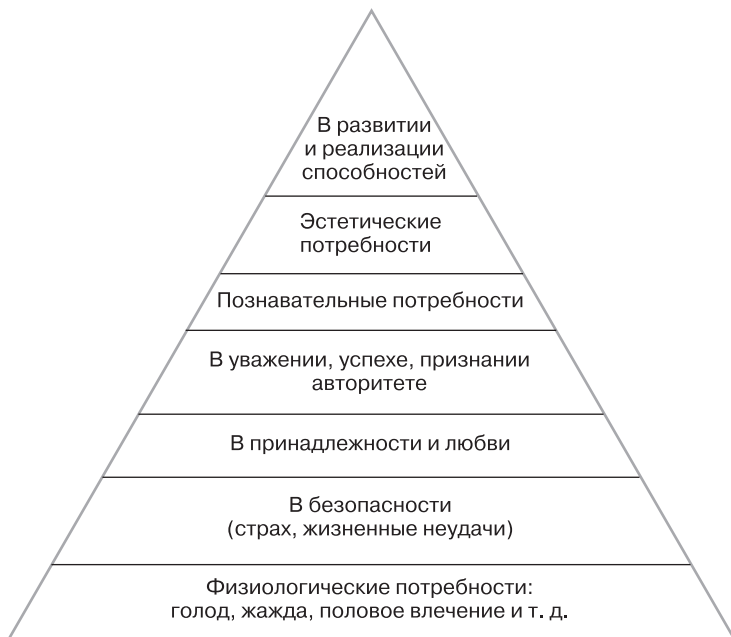 В развитии
и реализации
способностей
Эстетические
потребности
Познавательные потребности
В уважении, успехе, признании
авторитете
В принадлежности и любви
В безопасности
(страх, жизненные неудачи)
Физиологические потребности:
голод, жажда, половое влечение и т. д.